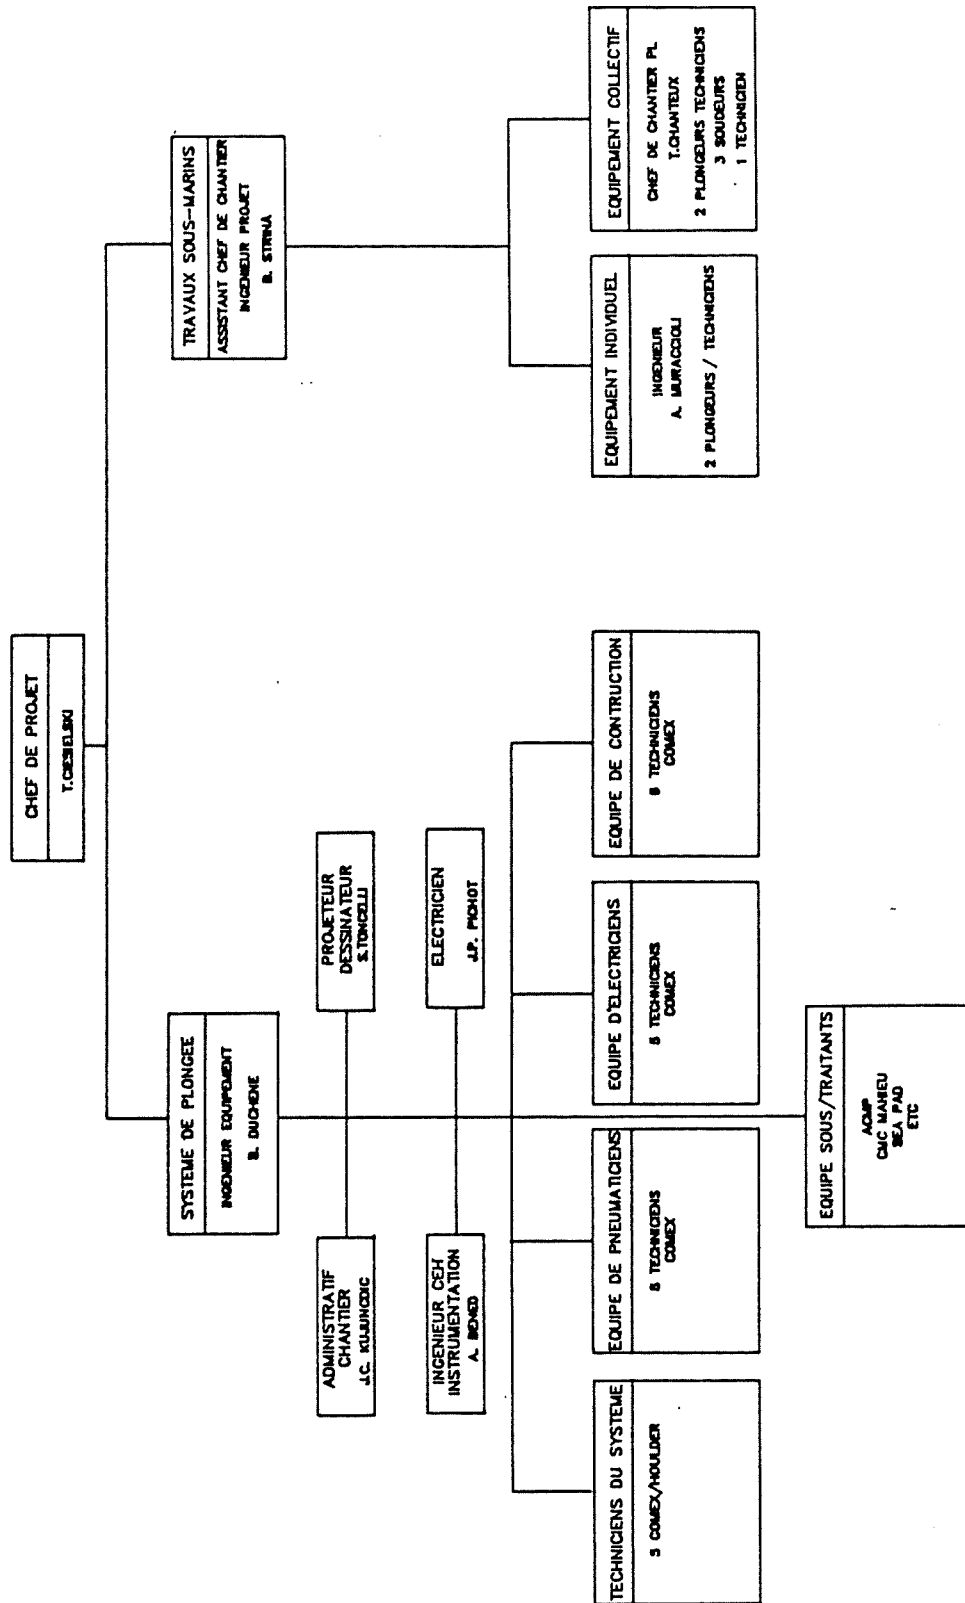 CHEF DE PROJET
T.CIESIELSKI
SYSTEME DE PLONGEE
INGENIEUR EQUIPEMENT
B. DUCHENE
TRAVAUX SOUS-MARINS
ASSISTANT CHEF DE CHANTIER
INGENIEUR PROJET
B. STRINA
ADMINISTRATIF
CHANTIER
J.C. KUJUNCDIC
PROJETEUR
DESSINATEUR
S.TONCELLI
INGENIEUR CEH
INSTRUMENTATION
A. BENED
ELECTRICIEN
J.P. PICHOT
TECHNICIENS DU SYSTEME
5 COMEX/HOULDER
EQUIPE DE PNEUMATICIENS
5 TECHNICIENS
COMEX
EQUIPE D'ELECTRICIENS
5 TECHNICIENS
COMEX
EQUIPE DE CONTRUCTION
TECHNICIENS
COMEX
EQUIPEMENT INDIVIDUEL
INGENIEUR
A. MURACCIOLI
2 PLONGEURS / TECHNICIENS
EQUIPEMENT COLLECTIF
CHEF DE CHANTIER PL
T.CHANTEUX
2 PLONGEURS TECHNICIENS
3 SOUDEURS
1 TECHNICIEN
EQUIPE SOUS/TRAITANTS
ACMP
CMC MAHIEU
SEA PAD
ETC